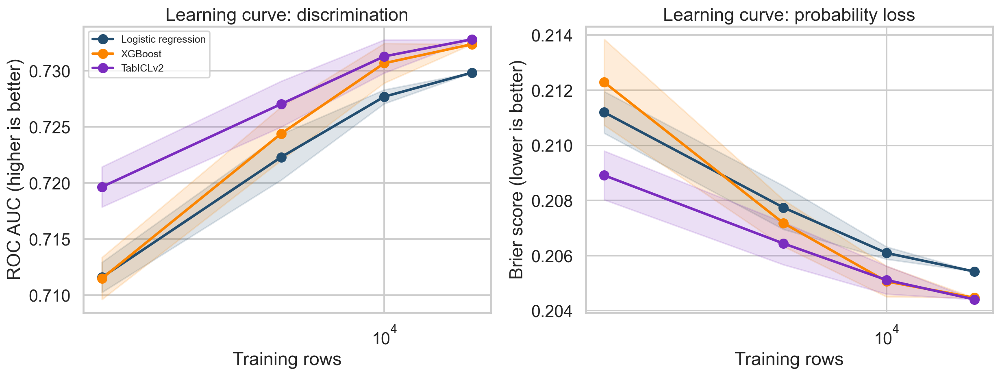 Learning curve: discrimination
ROC AUC (higher is better)
0.730
0.725
0.720
0.715
0.710
Logistic regression
XGBoost
TabICLv2
10^4
Training rows
Learning curve: probability loss
Brier score (lower is better)
0.214
0.212
0.210
0.208
0.206
0.204
10^4
Training rows